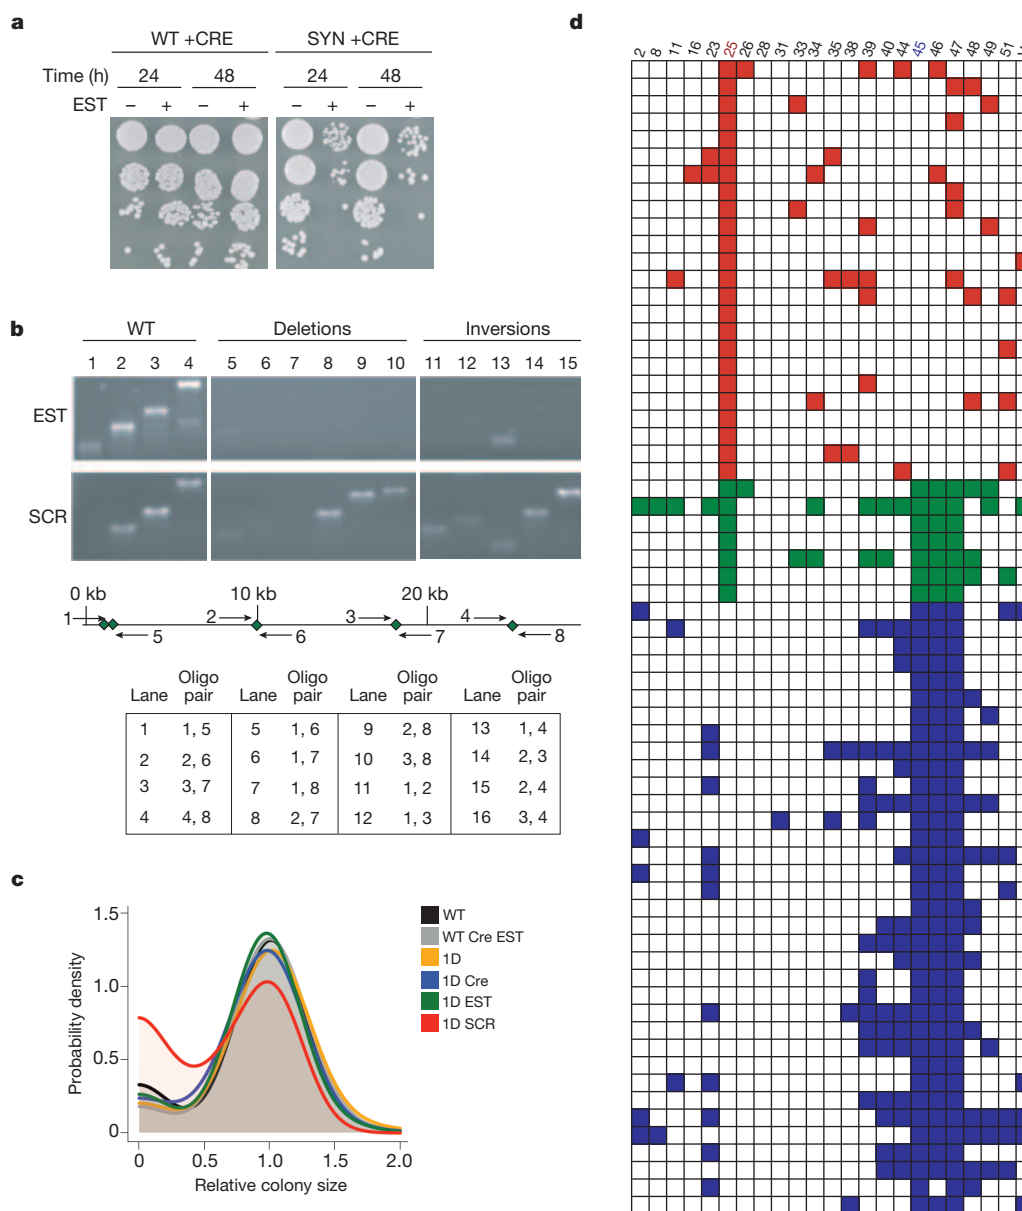 a
WT +CRE SYN +CRE
Time (h) 24 48 24 48
EST – + – + – + – +
b
WT Deletions Inversions
1 2 3 4 5 6 7 8 9 10 11 12 13 14 15
EST
SCR
0 kb 10 kb 20 kb
1 2 3 4
5 6 7 8
Lane Oligo pair Lane Oligo pair Lane Oligo pair Lane Oligo pair
1 1, 5 5 1, 6 9 2, 8 13 1, 4
2 2, 6 6 1, 7 10 3, 8 14 2, 3
3 3, 7 7 1, 8 11 1, 2 15 2, 4
4 4, 8 8 2, 7 12 1, 3 16 3, 4
c
Probability density
1.5
1.0
0.5
0
0 0.5 1.0 1.5 2.0
Relative colony size
WT
WT Cre EST
1D
1D Cre
1D EST
1D SCR
d
2 8 11 16 23 25 26 28 31 33 34 35 38 39 40 44 45 46 47 48 49 51